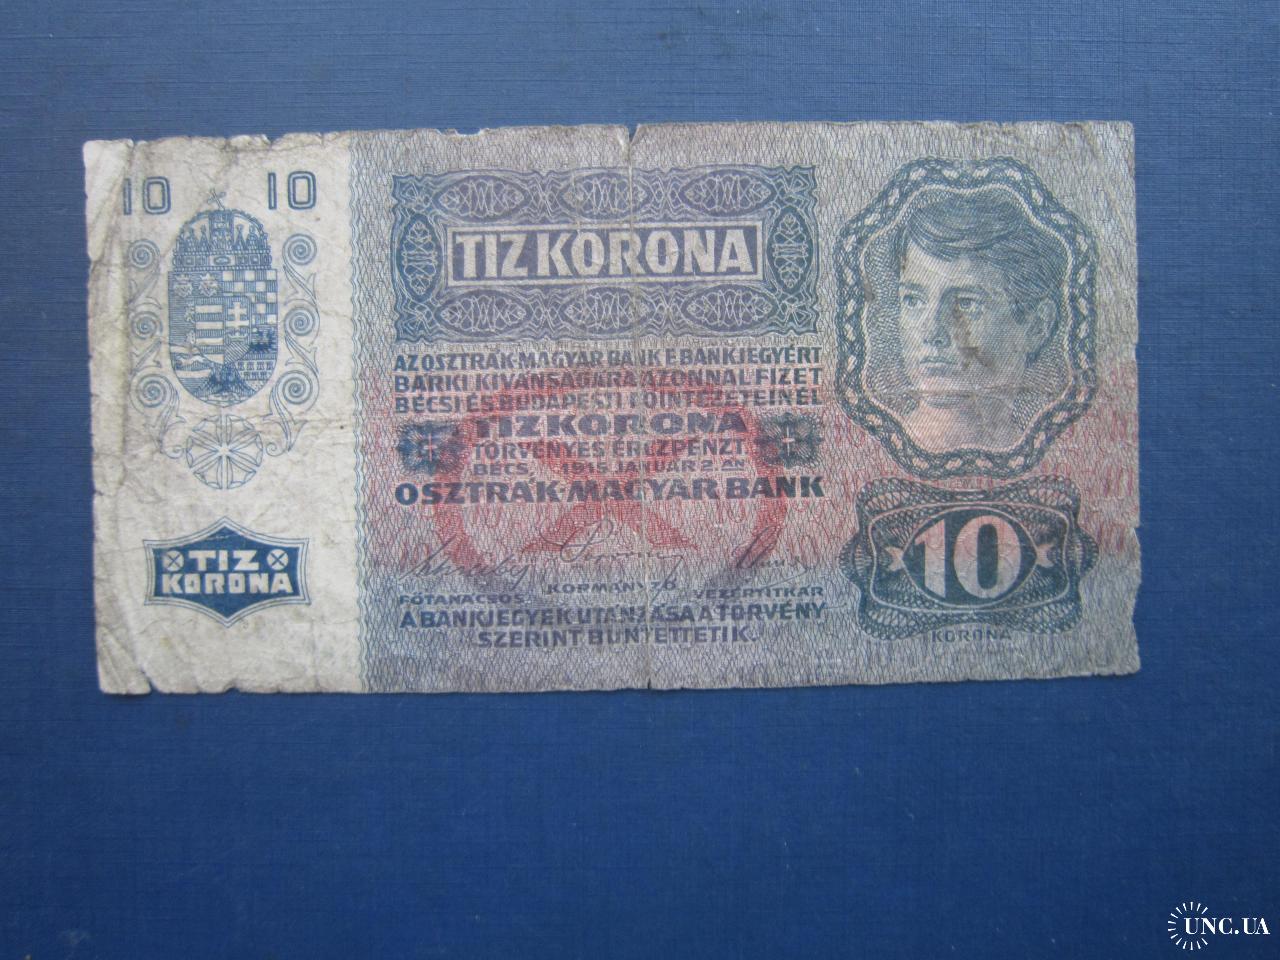 10 10
TIZ KORONA
AZ OSZTRÁK-MAGYAR BANK E BANKJEGYÉRT
BÁRKI KIVÁNSÁGÁRA AZONNAL FIZET
BÉCSI ÉS BUDAPESTI FŐINTÉZETEINÉL
TIZ KORONA
TÖRVÉNYES ÉRCZPÉNZT.
BÉCS, 1915 JANUÁR 2.ÁN
OSZTRÁK-MAGYAR BANK
FŐTANÁCSOS. KORMÁNYZÓ VEZÉRTITKÁR
A BANKJEGYEK UTÁNZÁSA A TÖRVÉNY
SZERINT BÜNTETTETIK.
TIZ
KORONA
10
KORONA
UNC.UA